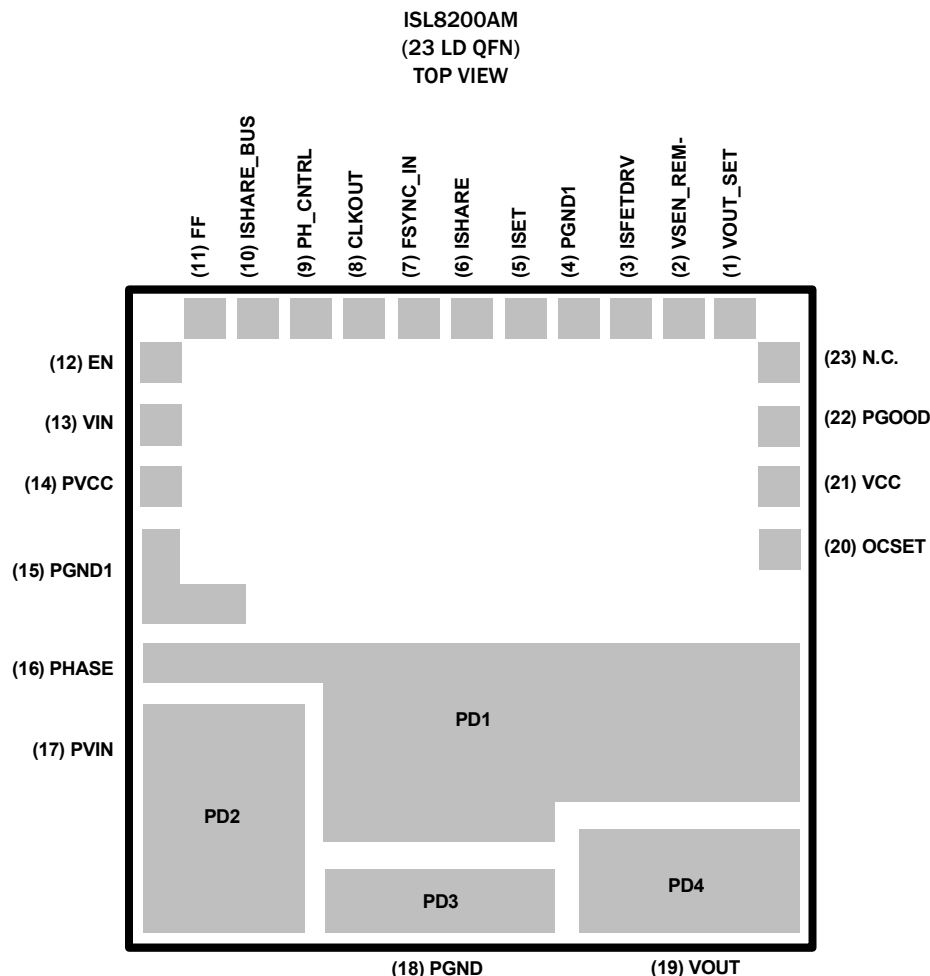 ISL8200AM
(23 LD QFN)
TOP VIEW
(11) FF
(10) ISHARE_BUS
(9) PH_CNTRL
(8) CLKOUT
(7) FSYNC_IN
(6) ISHARE
(5) ISET
(4) PGND1
(3) ISFETDRV
(2) VSEN_REM-
(1) VOUT_SET
(12) EN
(23) N.C.
(13) VIN
(22) PGOOD
(14) PVCC
(21) VCC
(15) PGND1
(20) OCSET
(16) PHASE
PD1
(17) PVIN
PD2
PD3
PD4
(18) PGND
(19) VOUT